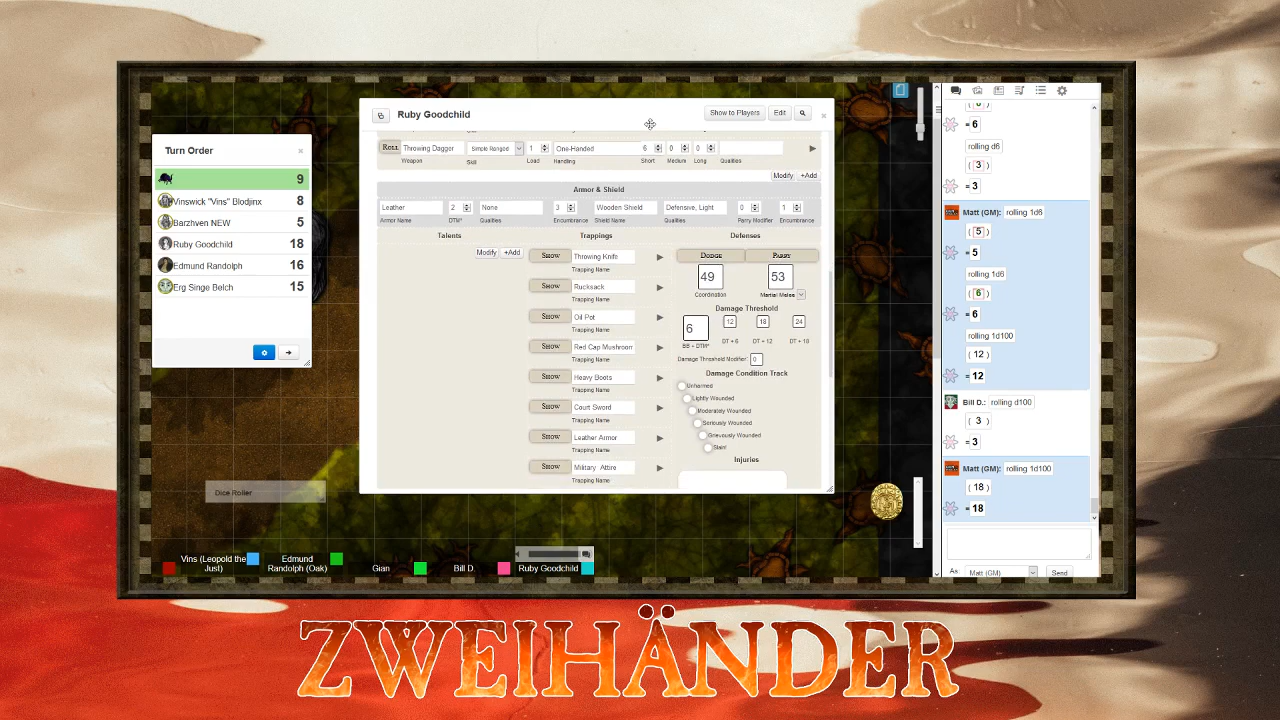 Ruby Goodchild
Show to Players
Edit
Turn Order
9
Vinswick "Vins" Blodjinx 8
Barzhven NEW 5
Ruby Goodchild 18
Edmund Randolph 16
Erg Singe Belch 15
ROLL Throwing Dagger Simple Ranged 1 One-Handed 6 0 0
Weapon Skill Load Handling Short Medium Long Qualities
Modify +Add
Armor & Shield
Leather 2 None 3 Wooden Shield Defensive, Light 0 1
Armor Name DTM* Qualities Encumbrance Shield Name Qualities Parry Modifier Encumbrance
Talents
Modify +Add
Trappings
SHOW Throwing Knife
Trapping Name
SHOW Rucksack
Trapping Name
SHOW Oil Pot
Trapping Name
SHOW Red Cap Mushroom
Trapping Name
SHOW Heavy Boots
Trapping Name
SHOW Court Sword
Trapping Name
SHOW Leather Armor
Trapping Name
SHOW Military Attire
Trapping Name
Defenses
DODGE PARRY
49 53
Coordination Martial Melee
Damage Threshold
6 12 18 24
BB + DTM* DT + 6 DT + 12 DT + 18
Damage Threshold Modifier: 0
Damage Condition Track
Unharmed
Lightly Wounded
Moderately Wounded
Seriously Wounded
Grievously Wounded
Slain!
Injuries
= 6
rolling d6
( 3 )
= 3
Matt (GM): rolling 1d6
( 5 )
= 5
rolling 1d6
( 6 )
= 6
rolling 1d100
( 12 )
= 12
Bill D.: rolling d100
( 3 )
= 3
Matt (GM): rolling 1d100
( 18 )
= 18
As: Matt (GM) Send
Dice Roller
Vins (Leopold the Just)
Edmund Randolph (Oak)
Gian
Bill D.
Ruby Goodchild
ZWEIHÄNDER